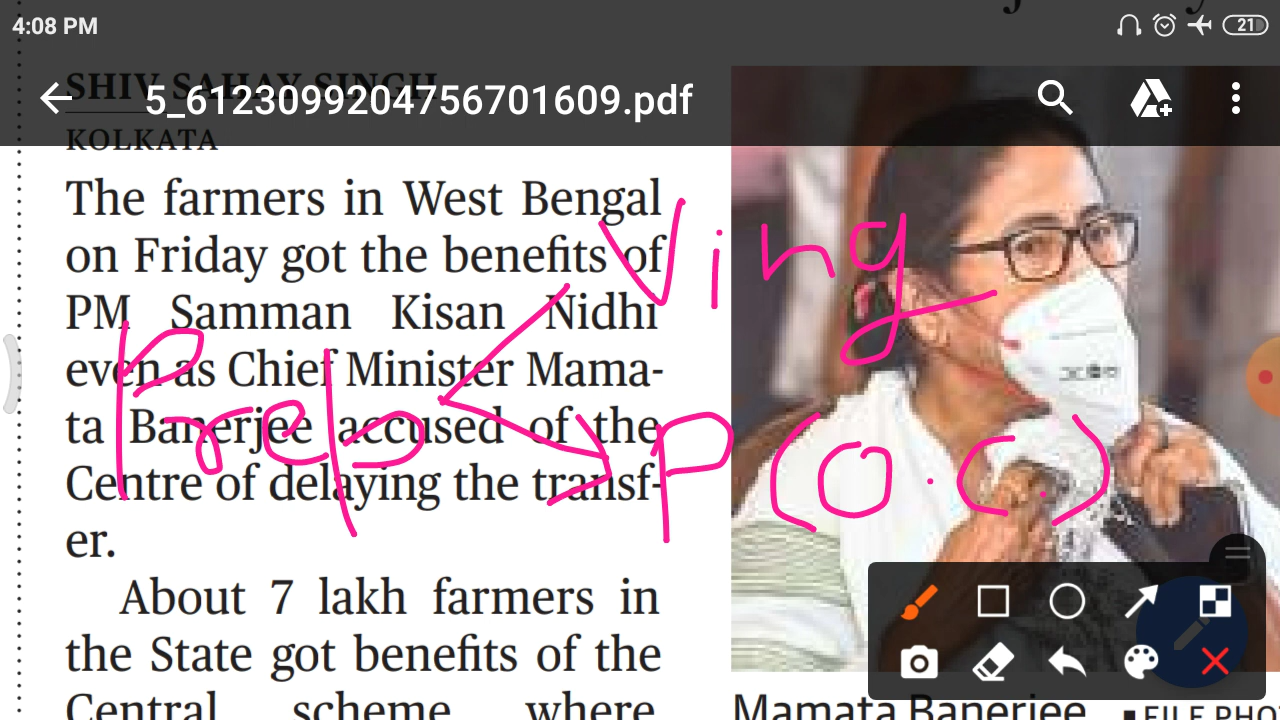 4:08 PM
21
SHIV SAHAY SINGH
5_6123099204756701609.pdf
KOLKATA
The farmers in West Bengal
on Friday got the benefits of
PM Samman Kisan Nidhi
even as Chief Minister Mama-
ta Banerjee accused of the
Centre of delaying the transf-
er.
About 7 lakh farmers in
the State got benefits of the
Central scheme where
Ving
Prep
P (O.C)
Mamata Banerjee
FILE PHO